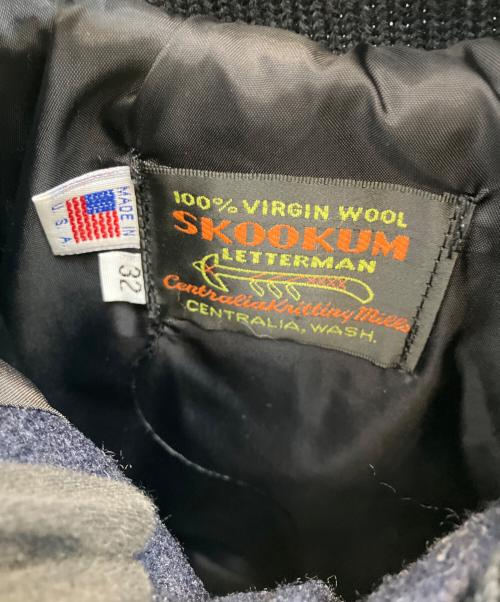 100% VIRGIN WOOL
SKOOKUM
LETTERMAN
Centralia Knitting Mills
CENTRALIA, WASH.
MADE IN
U.S.A.
32